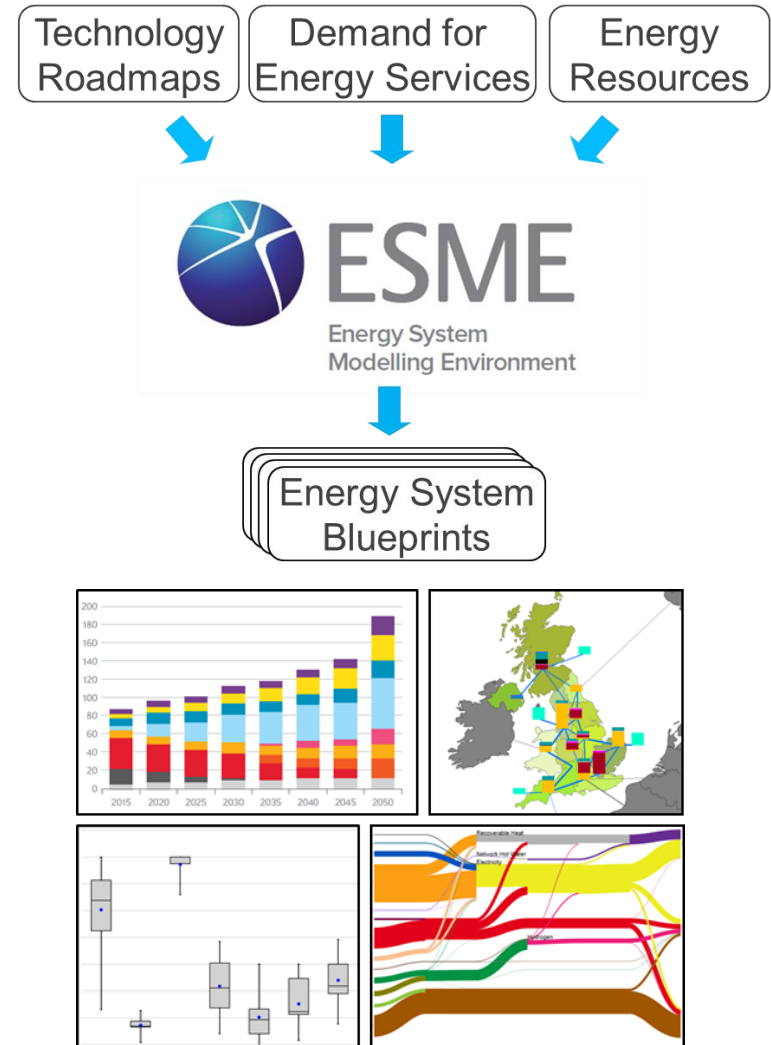 Technology
Roadmaps
Demand for
Energy Services
Energy
Resources
ESME
Energy System
Modelling Environment
Energy System
Blueprints
200
180
160
140
120
100
80
60
40
20
0
2015 2020 2025 2030 2035 2040 2045 2050
Recoverable Heat
Network Hot Water
Electricity
Hydrogen